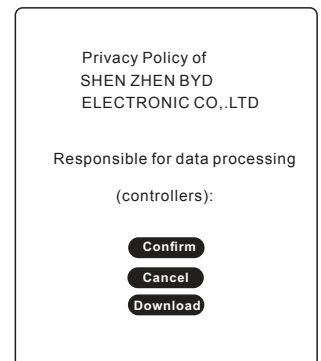 Privacy Policy of
SHEN ZHEN BYD
ELECTRONIC CO,.LTD
Responsible for data processing
(controllers):
Confirm
Cancel
Download